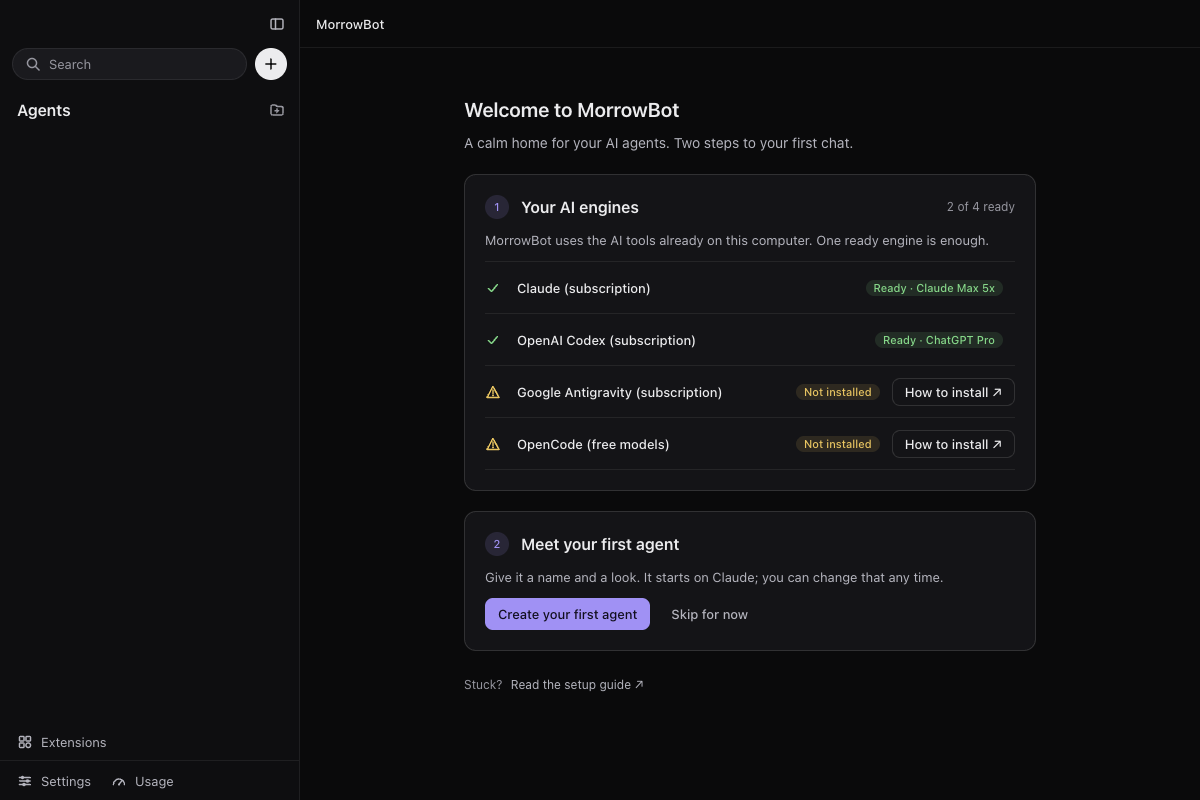 MorrowBot
Search
Agents
Welcome to MorrowBot
A calm home for your AI agents. Two steps to your first chat.
1 Your AI engines 2 of 4 ready
MorrowBot uses the AI tools already on this computer. One ready engine is enough.
Claude (subscription) Ready · Claude Max 5x
OpenAI Codex (subscription) Ready · ChatGPT Pro
Google Antigravity (subscription) Not installed How to install ↗
OpenCode (free models) Not installed How to install ↗
2 Meet your first agent
Give it a name and a look. It starts on Claude; you can change that any time.
Create your first agent Skip for now
Stuck? Read the setup guide ↗
Extensions
Settings Usage